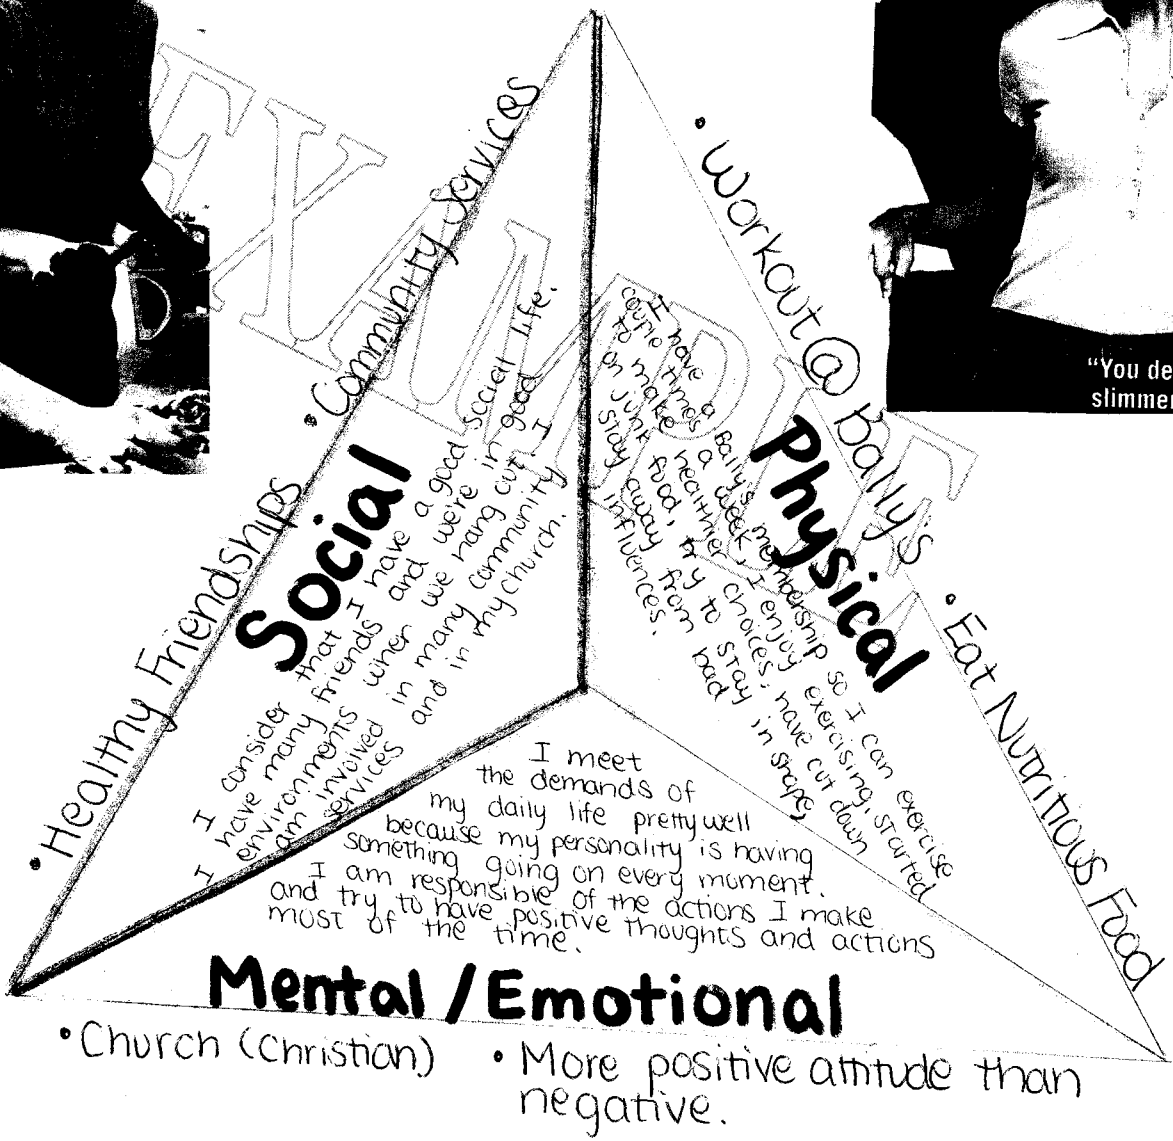 EXAMPLE
• Community Services
• Healthy Friendships
Social
I consider that I have a good social life.
I have many friends and we're in good
environments when we hang out. I
am involved in many community
services and in my church.
• Workout @ Bally's
• Eat Nutritious Food
Physical
I have a Bally's membership so I can exercise
couple times a week, I enjoy exercising, started
to make healthier choices, have cut down
on junk food, try to stay in shape,
stay away from bad
influences.
I meet
the demands of
my daily life pretty well
because my personality is having
something going on every moment.
I am responsible of the actions I make
and try to have positive thoughts and actions
most of the time.
Mental / Emotional
• Church (Christian)
• More positive attitude than
negative.
"You de
slimmer